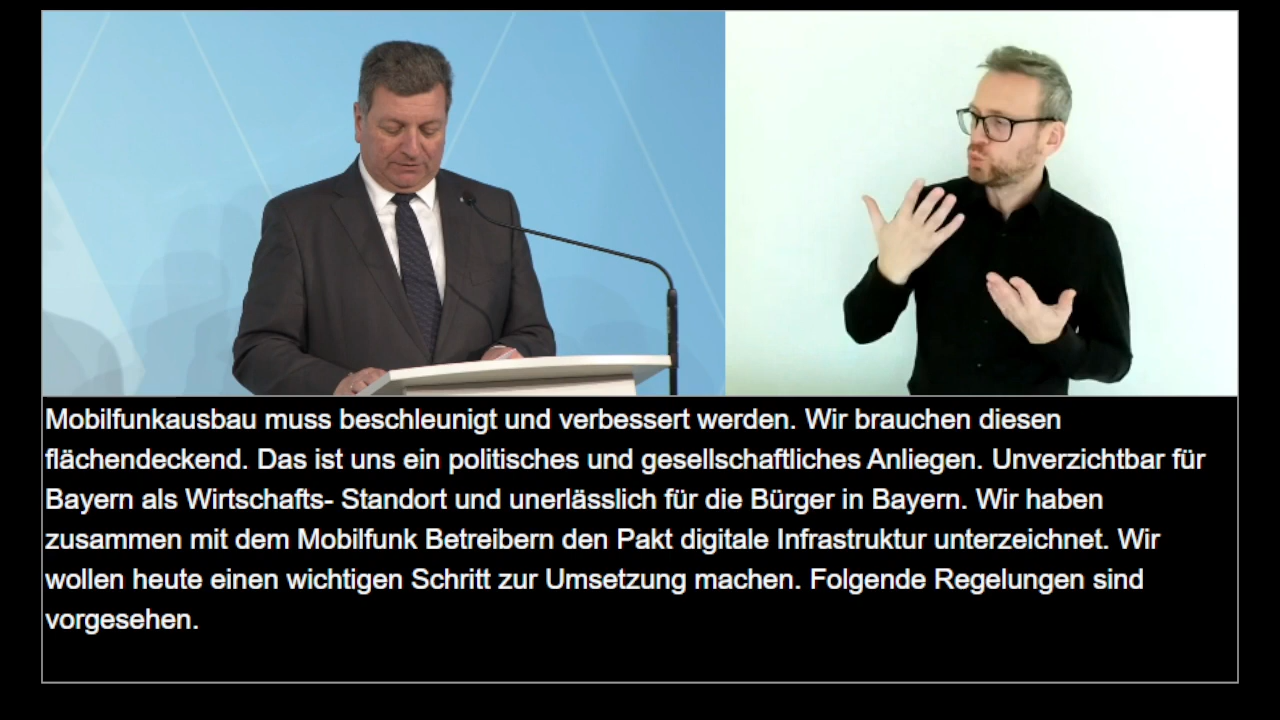 Mobilfunkausbau muss beschleunigt und verbessert werden. Wir brauchen diesen
flächendeckend. Das ist uns ein politisches und gesellschaftliches Anliegen. Unverzichtbar für
Bayern als Wirtschafts- Standort und unerlässlich für die Bürger in Bayern. Wir haben
zusammen mit dem Mobilfunk Betreibern den Pakt digitale Infrastruktur unterzeichnet. Wir
wollen heute einen wichtigen Schritt zur Umsetzung machen. Folgende Regelungen sind
vorgesehen.